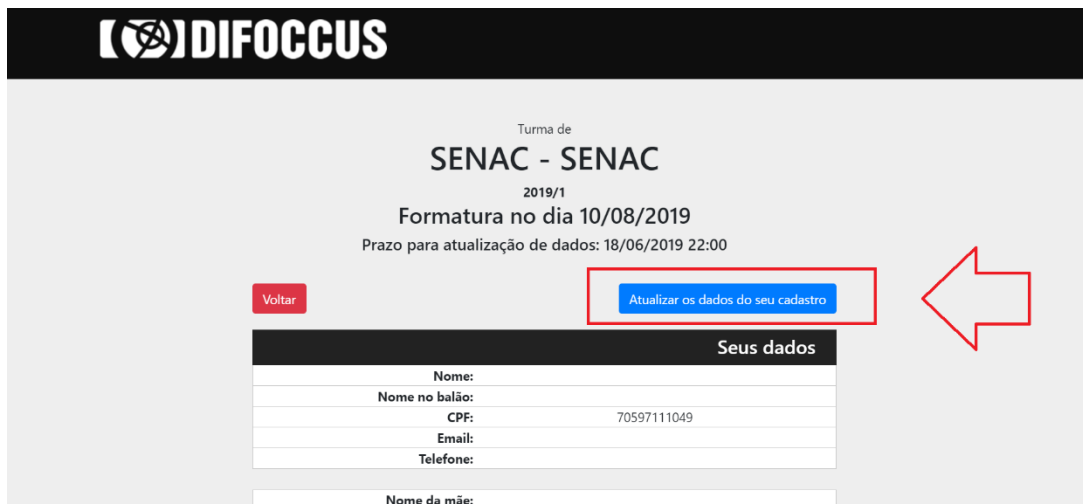 DIFOCCUS
Turma de
SENAC - SENAC
2019/1
Formatura no dia 10/08/2019
Prazo para atualização de dados: 18/06/2019 22:00
Voltar
Atualizar os dados do seu cadastro
Seus dados
Nome:
Nome no balão:
CPF: 70597111049
Email:
Telefone:
Nome da mãe: